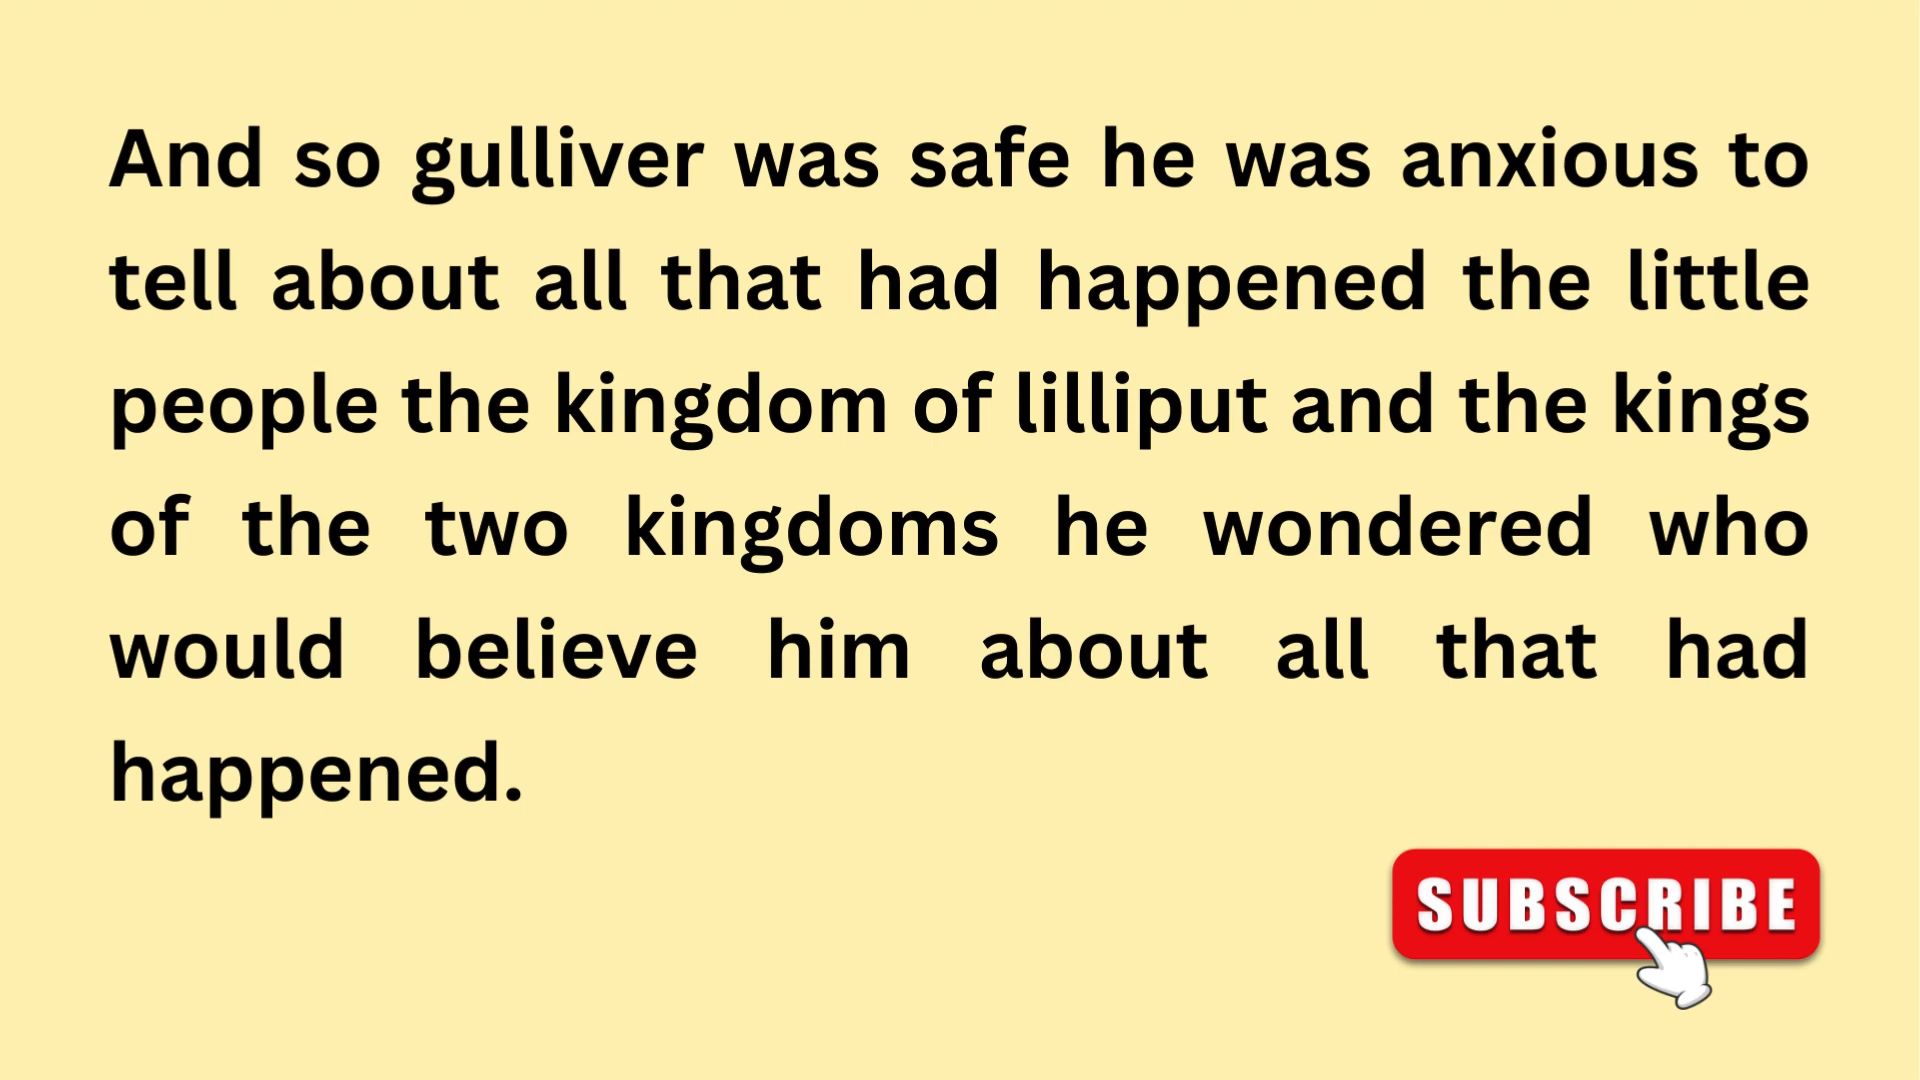 And so gulliver was safe he was anxious to
tell about all that had happened the little
people the kingdom of lilliput and the kings
of the two kingdoms he wondered who
would believe him about all that had
happened.
SUBSCRIBE